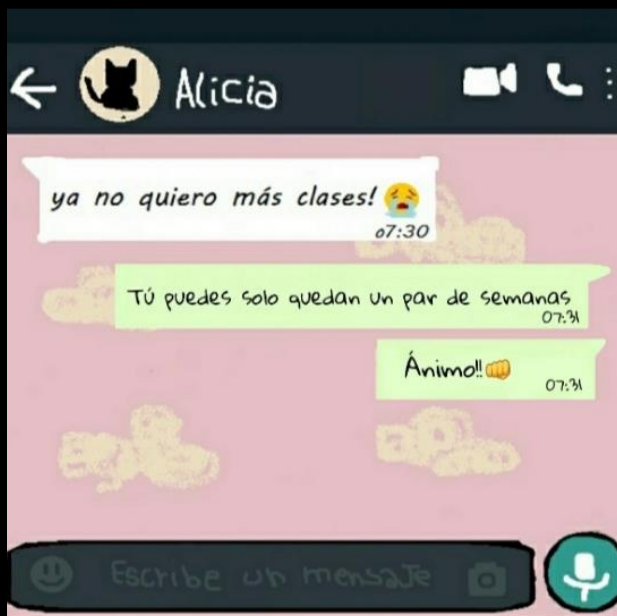 Alicia
ya no quiero más clases! 😭
07:30
Tú puedes solo quedan un par de semanas
07:31
Ánimo!!👊
07:31
Escribe un mensaje